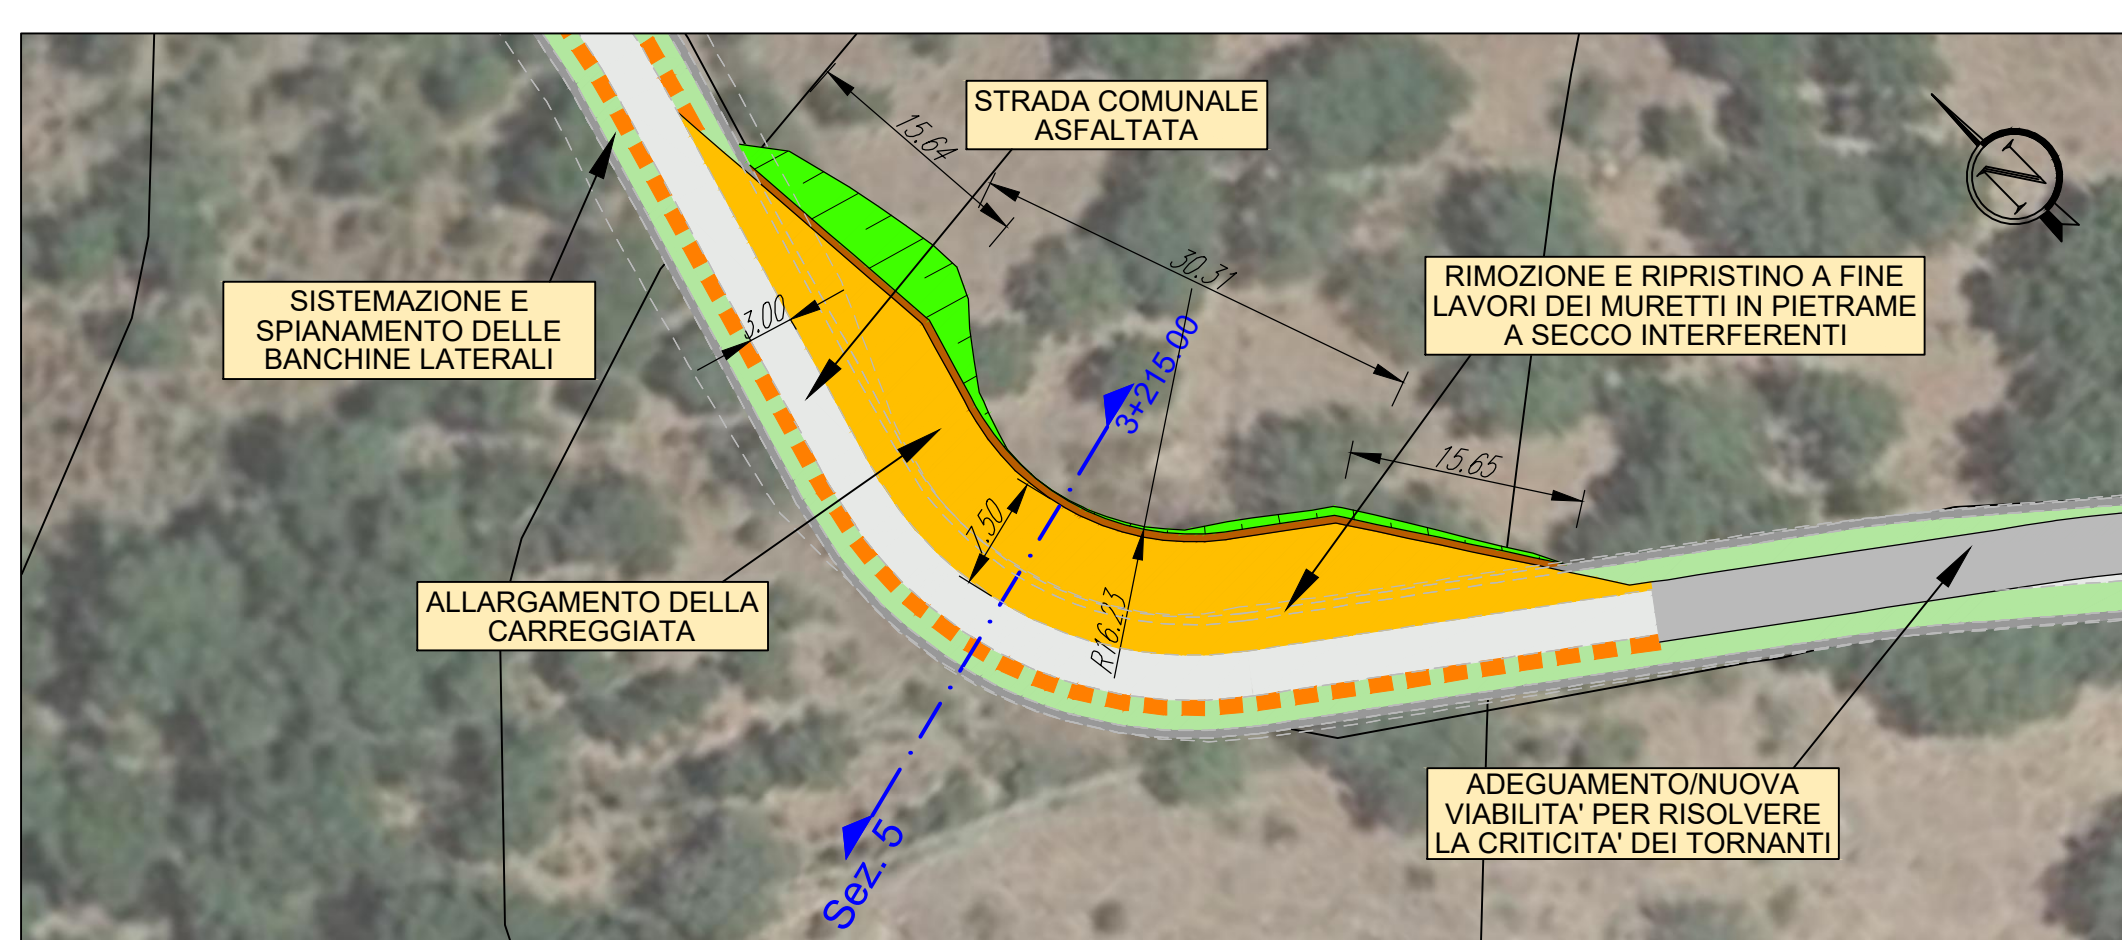 STRADA COMUNALE
ASFALTATA
15.64
N
30.31
RIMOZIONE E RIPRISTINO A FINE
LAVORI DEI MURETTI IN PIETRAME
A SECCO INTERFERENTI
SISTEMAZIONE E
SPIANAMENTO DELLE
BANCHINE LATERALI
3.00
3+215.00
15.65
7.50
R16.23
ALLARGAMENTO DELLA
CARREGGIATA
ADEGUAMENTO/NUOVA
VIABILITA' PER RISOLVERE
LA CRITICITA' DEI TORNANTI
Sez. 5